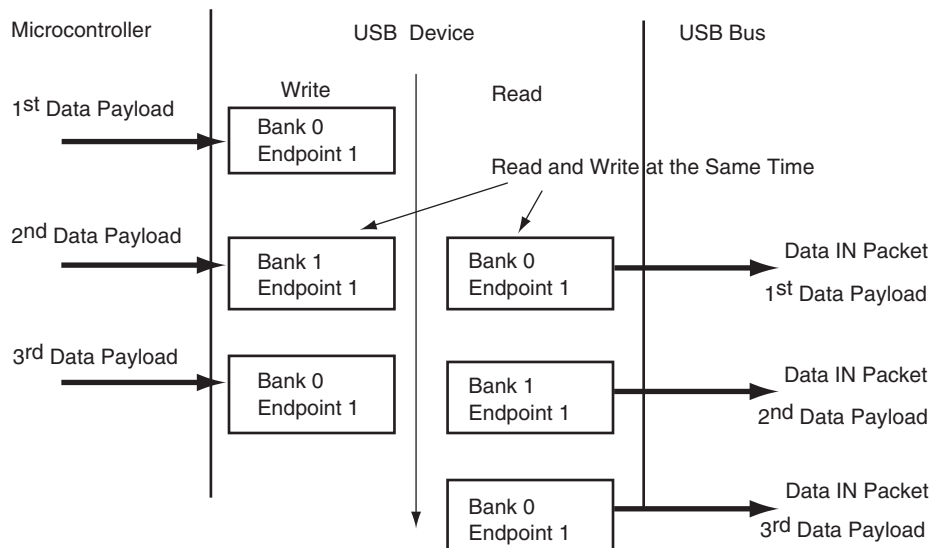 Microcontroller
USB Device
USB Bus
Write
Read
1st Data Payload
Bank 0
Endpoint 1
Read and Write at the Same Time
2nd Data Payload
Bank 1
Endpoint 1
Bank 0
Endpoint 1
Data IN Packet
1st Data Payload
3rd Data Payload
Bank 0
Endpoint 1
Bank 1
Endpoint 1
Data IN Packet
2nd Data Payload
Bank 0
Endpoint 1
Data IN Packet
3rd Data Payload